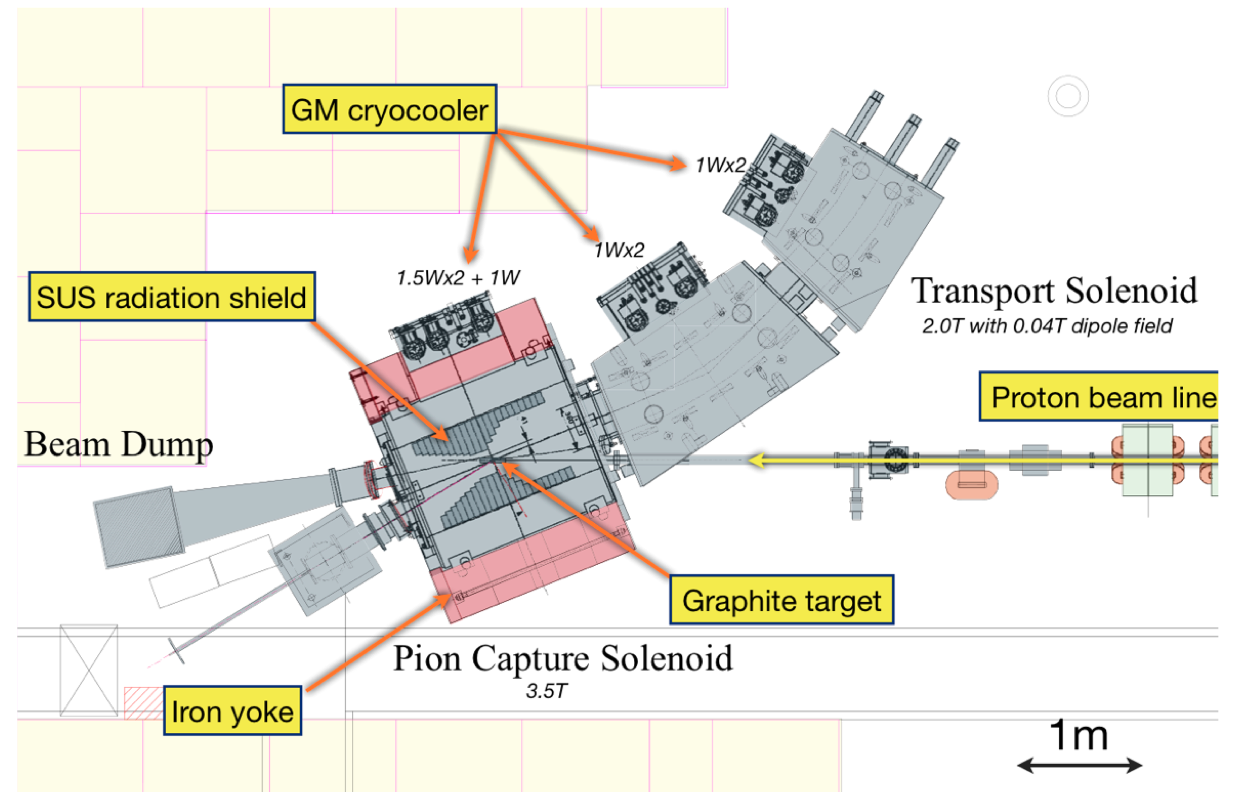 GM cryocooler
1Wx2
1Wx2
1.5Wx2 + 1W
SUS radiation shield
Transport Solenoid
2.0T with 0.04T dipole field
Proton beam line
Beam Dump
Graphite target
Pion Capture Solenoid
3.5T
Iron yoke
1m